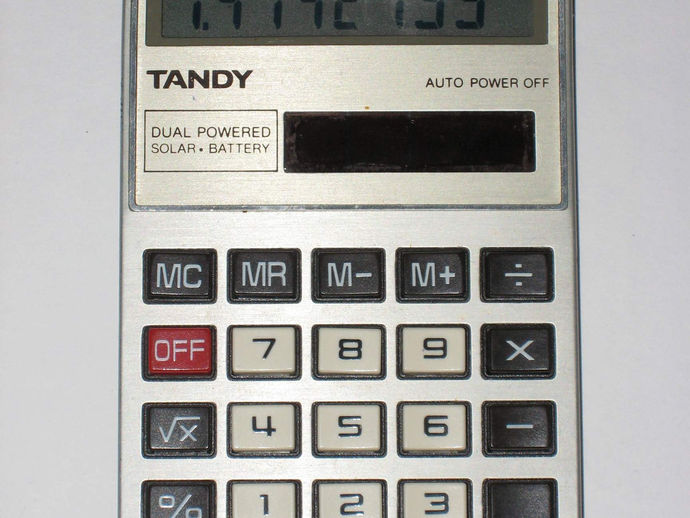 TANDY
AUTO POWER OFF
DUAL POWERED
SOLAR • BATTERY
MC MR M− M+ ÷
OFF 7 8 9 ×
√x 4 5 6 −
% 1 2 3